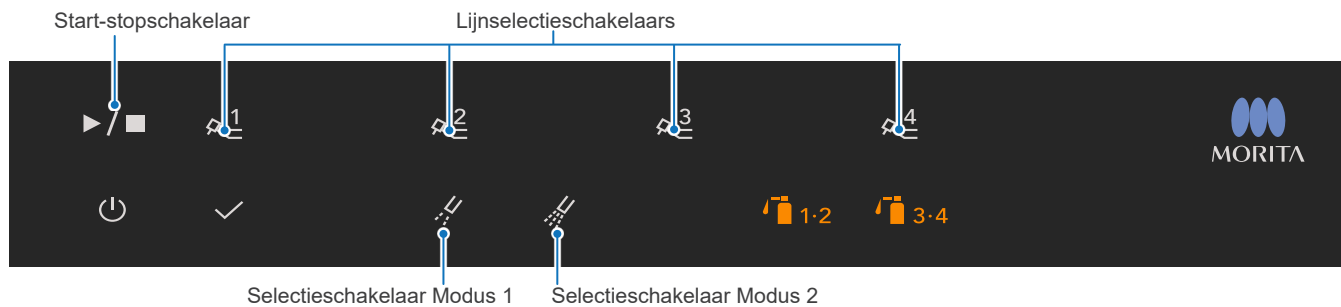 Start-stopschakelaar Lijnselectieschakelaars
1 2 3 4
MORITA
1·2 3·4
Selectieschakelaar Modus 1 Selectieschakelaar Modus 2